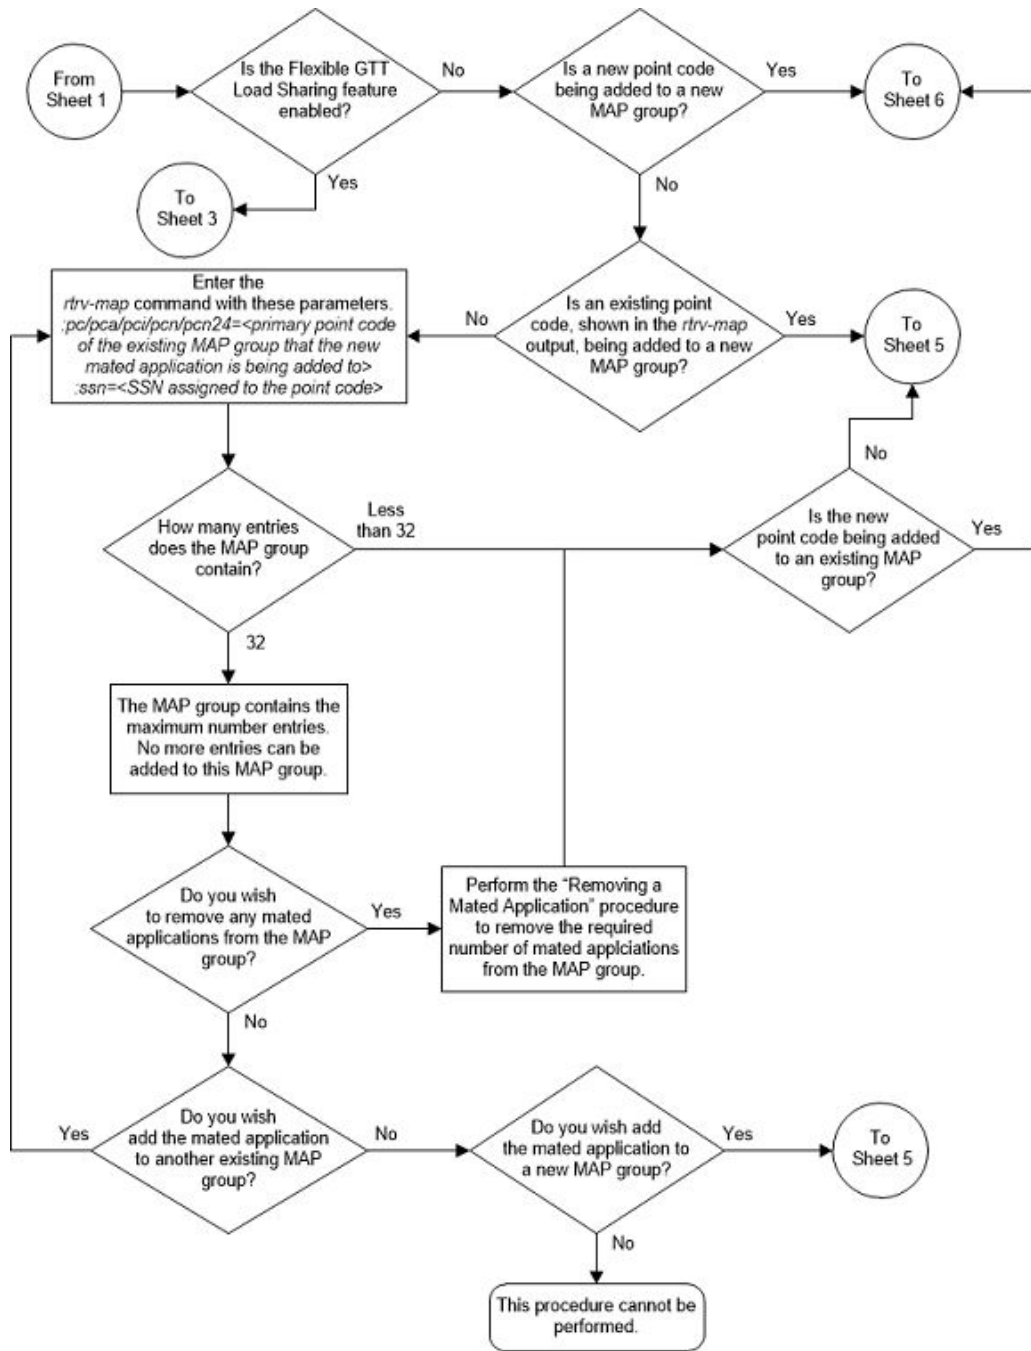 From
Sheet 1
Is the Flexible GTT
Load Sharing feature
enabled?
No
Is a new point code
being added to a new
MAP group?
Yes
To
Sheet 6
Yes
To
Sheet 3
No
Enter the
rtrv-map command with these parameters.
:pc/pca/pci/pcn/pcn24=<primary point code
of the existing MAP group that the new
mated application is being added to>
:ssn=<SSN assigned to the point code>
No
Is an existing point
code, shown in the rtrv-map
output, being added to a new
MAP group?
Yes
To
Sheet 5
No
How many entries
does the MAP group
contain?
Less
than 32
Is the new
point code being added
to an existing MAP
group?
Yes
32
The MAP group contains the
maximum number entries.
No more entries can be
added to this MAP group.
Do you wish
to remove any mated
applications from the MAP
group?
Yes
Perform the “Removing a
Mated Application” procedure
to remove the required
number of mated applciations
from the MAP group.
No
Yes
Do you wish
add the mated application
to another existing MAP
group?
No
Do you wish add
the mated application to
a new MAP group?
Yes
To
Sheet 5
No
This procedure cannot be
performed.